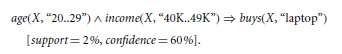 age(X, “20..29”) ∧ income(X, “40K..49K”) ⇒ buys(X, “laptop”)
[support = 2%, confidence = 60%].